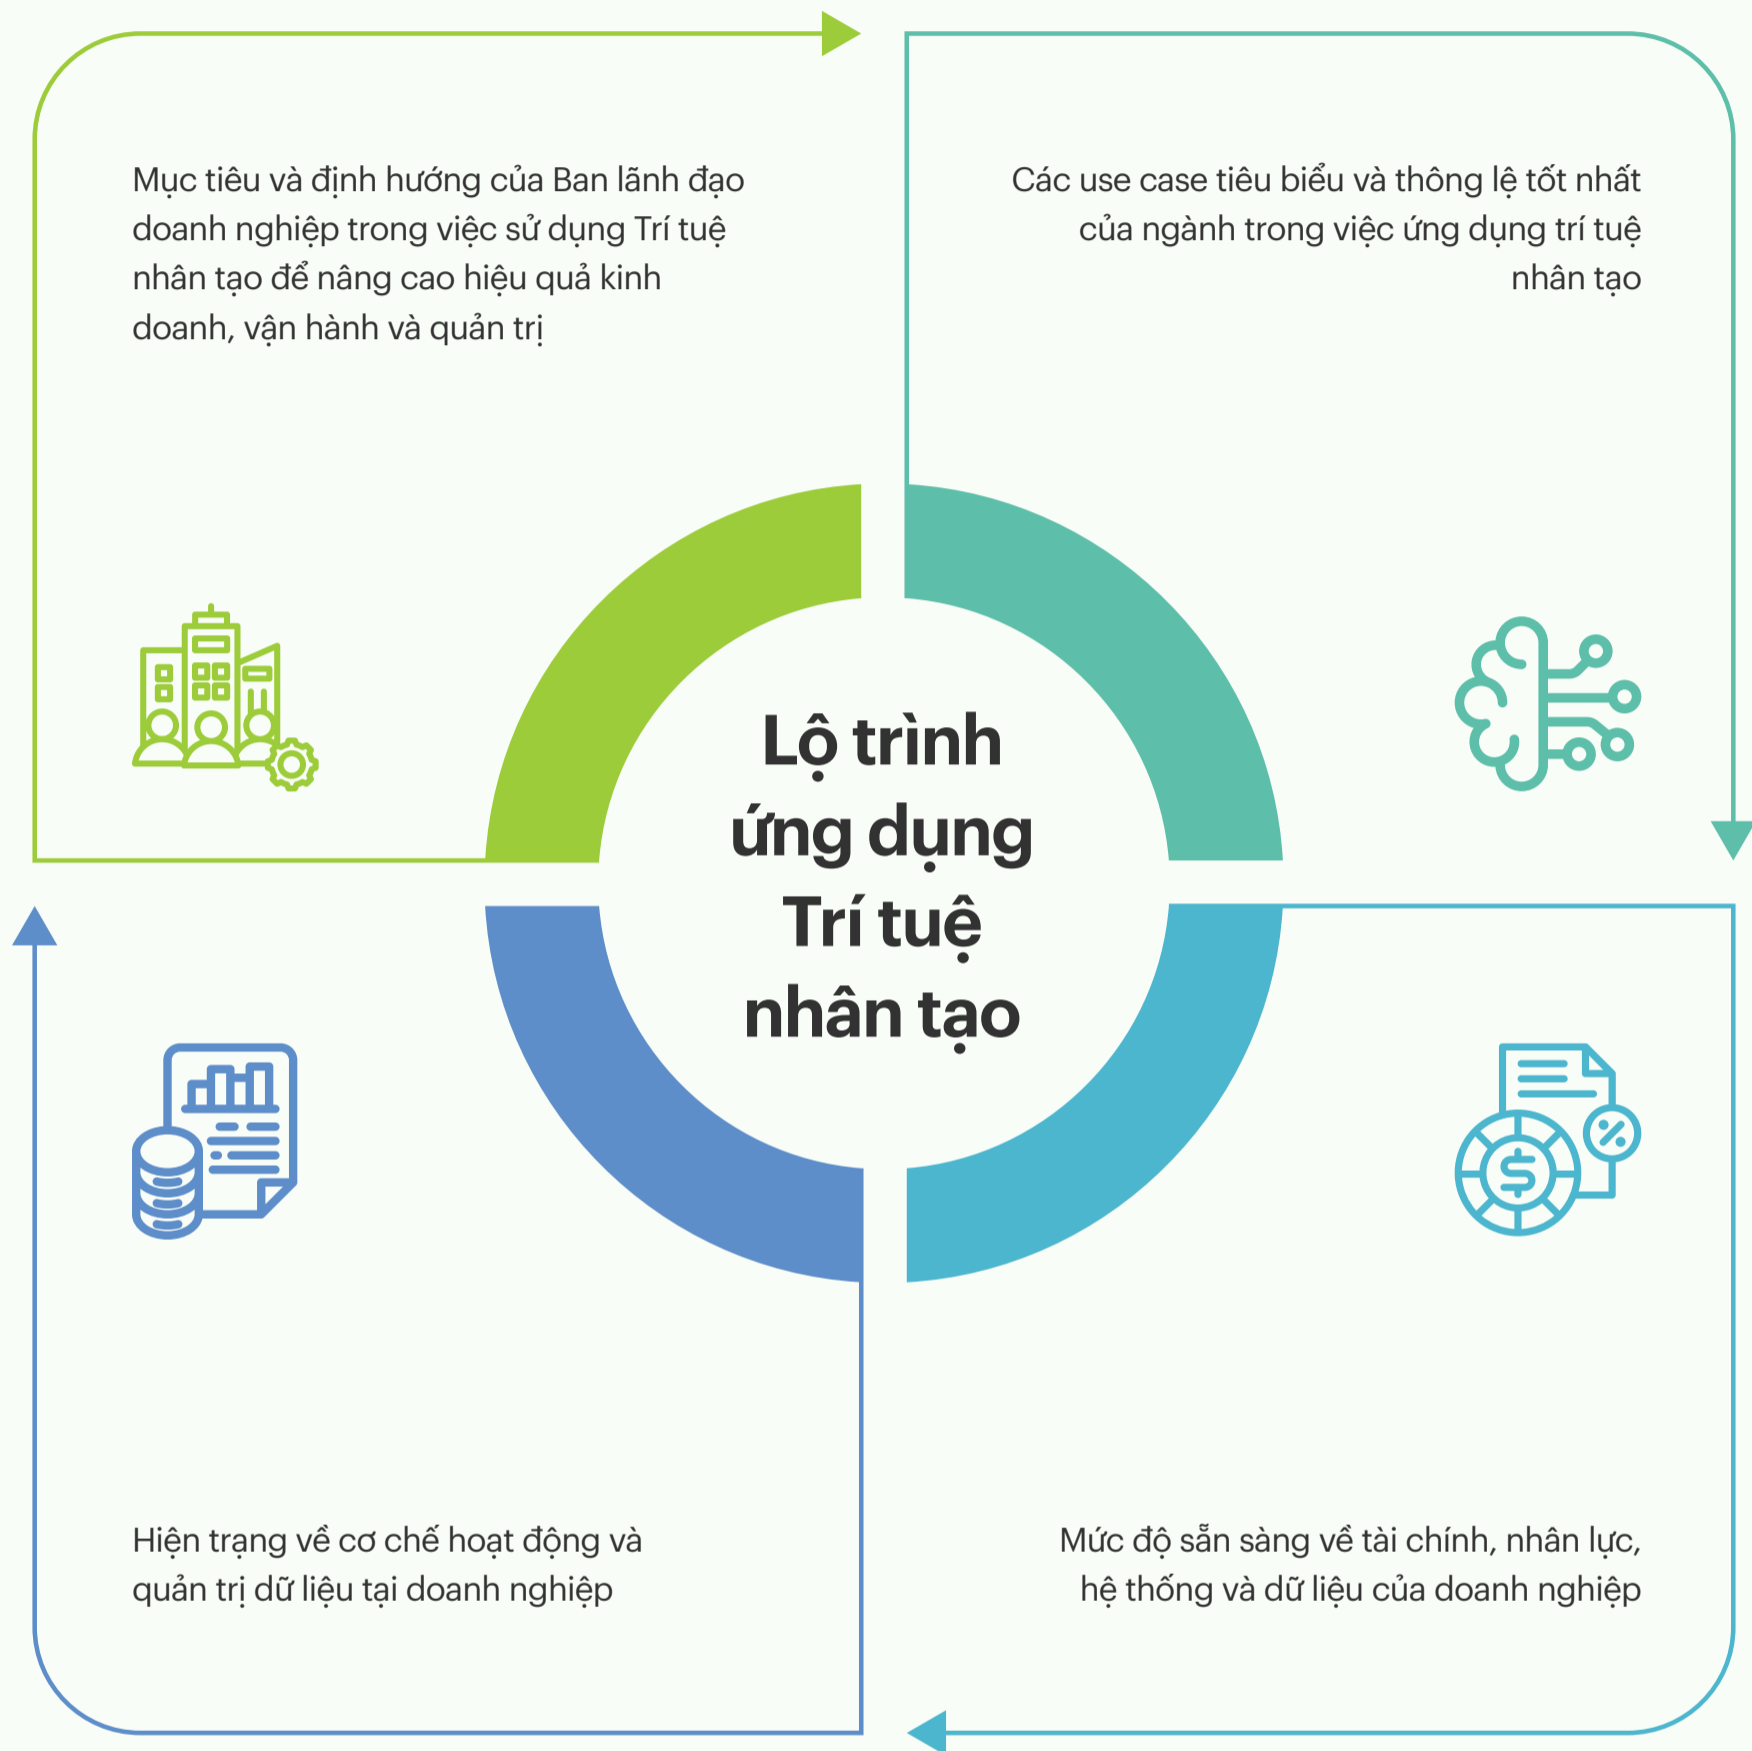 Mục tiêu và định hướng của Ban lãnh đạo
doanh nghiệp trong việc sử dụng Trí tuệ
nhân tạo để nâng cao hiệu quả kinh
doanh, vận hành và quản trị
Các use case tiêu biểu và thông lệ tốt nhất
của ngành trong việc ứng dụng trí tuệ
nhân tạo
Lộ trình
ứng dụng
Trí tuệ
nhân tạo
%
$
Hiện trạng về cơ chế hoạt động và
quản trị dữ liệu tại doanh nghiệp
Mức độ sẵn sàng về tài chính, nhân lực,
hệ thống và dữ liệu của doanh nghiệp